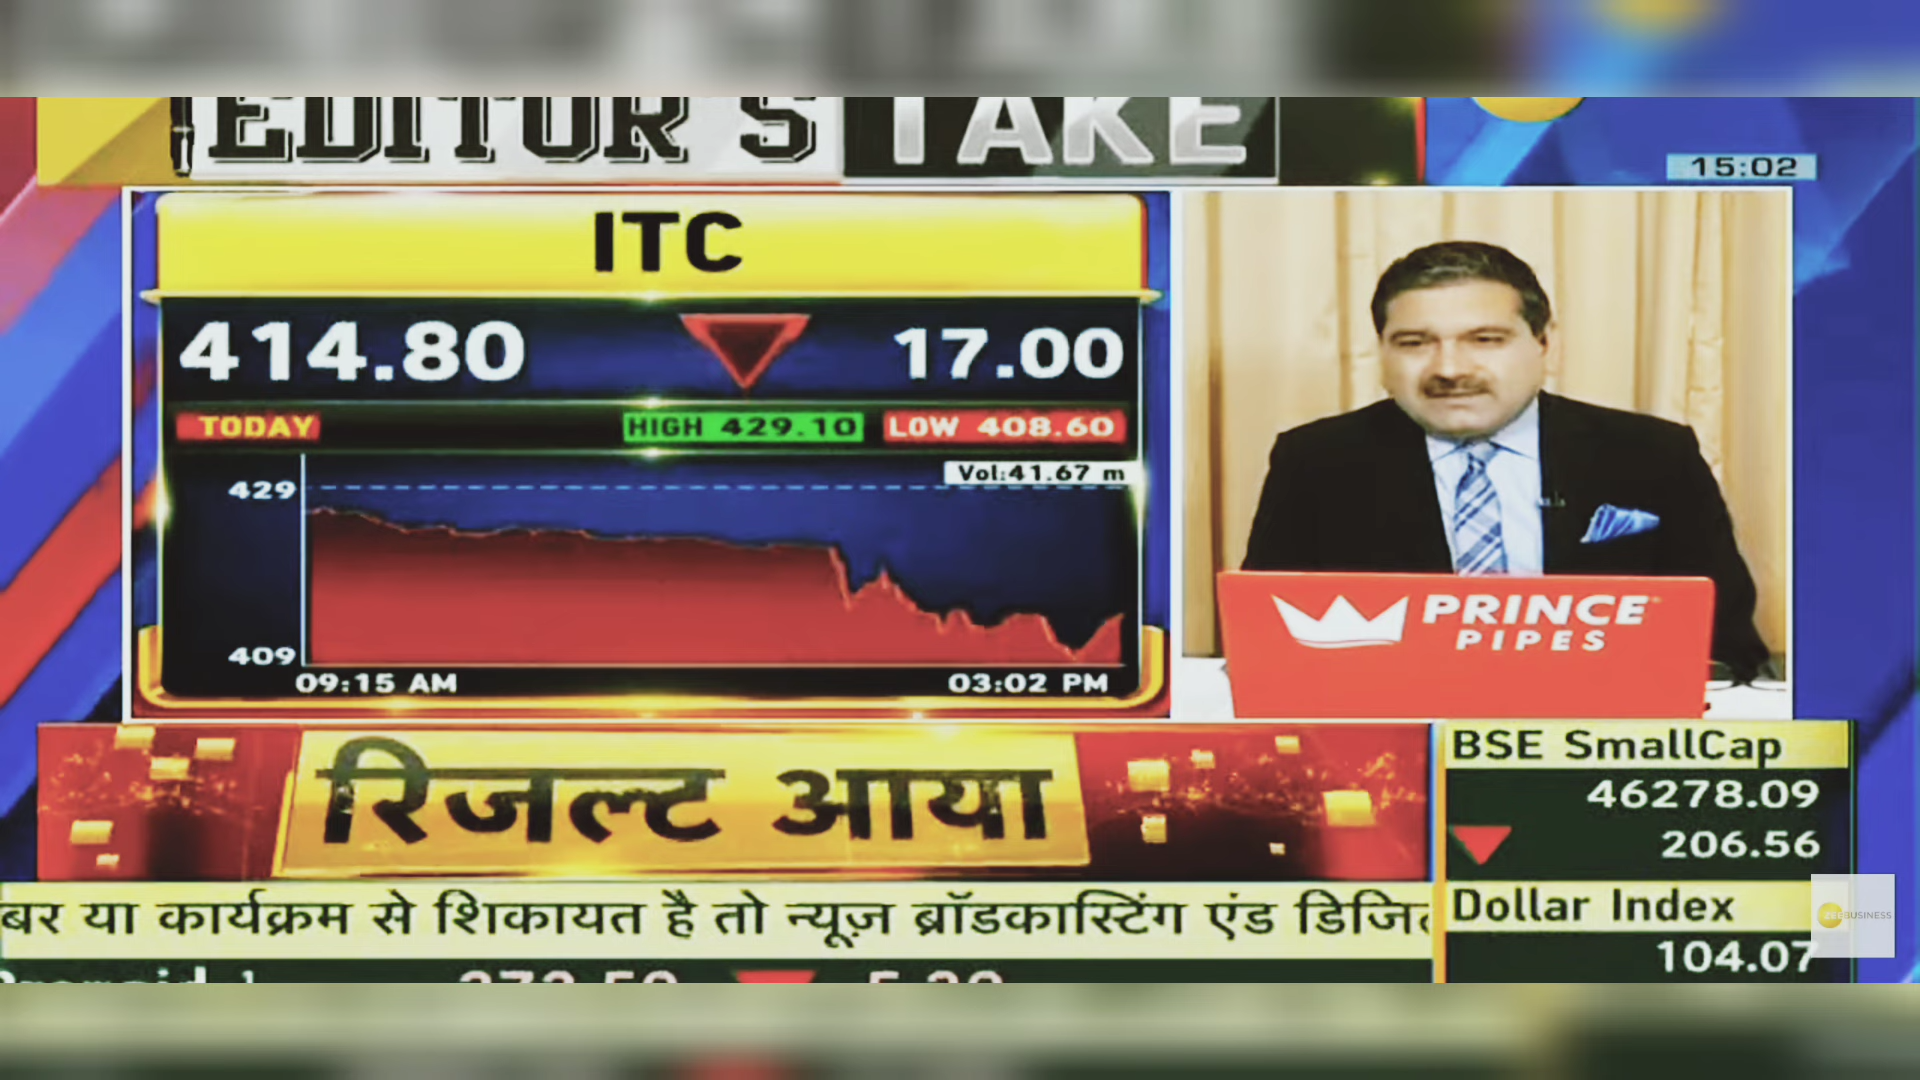 EDITOR'S TAKE
15:02
ITC
414.80 17.00
TODAY HIGH 429.10 LOW 408.60
Vol:41.67 m
429
409
09:15 AM 03:02 PM
PRINCE
PIPES
रिजल्ट आया
BSE SmallCap
46278.09
206.56
बर या कार्यक्रम से शिकायत है तो न्यूज़ ब्रॉडकास्टिंग एंड डिजि
Dollar Index
104.07
ZEEBUSINESS